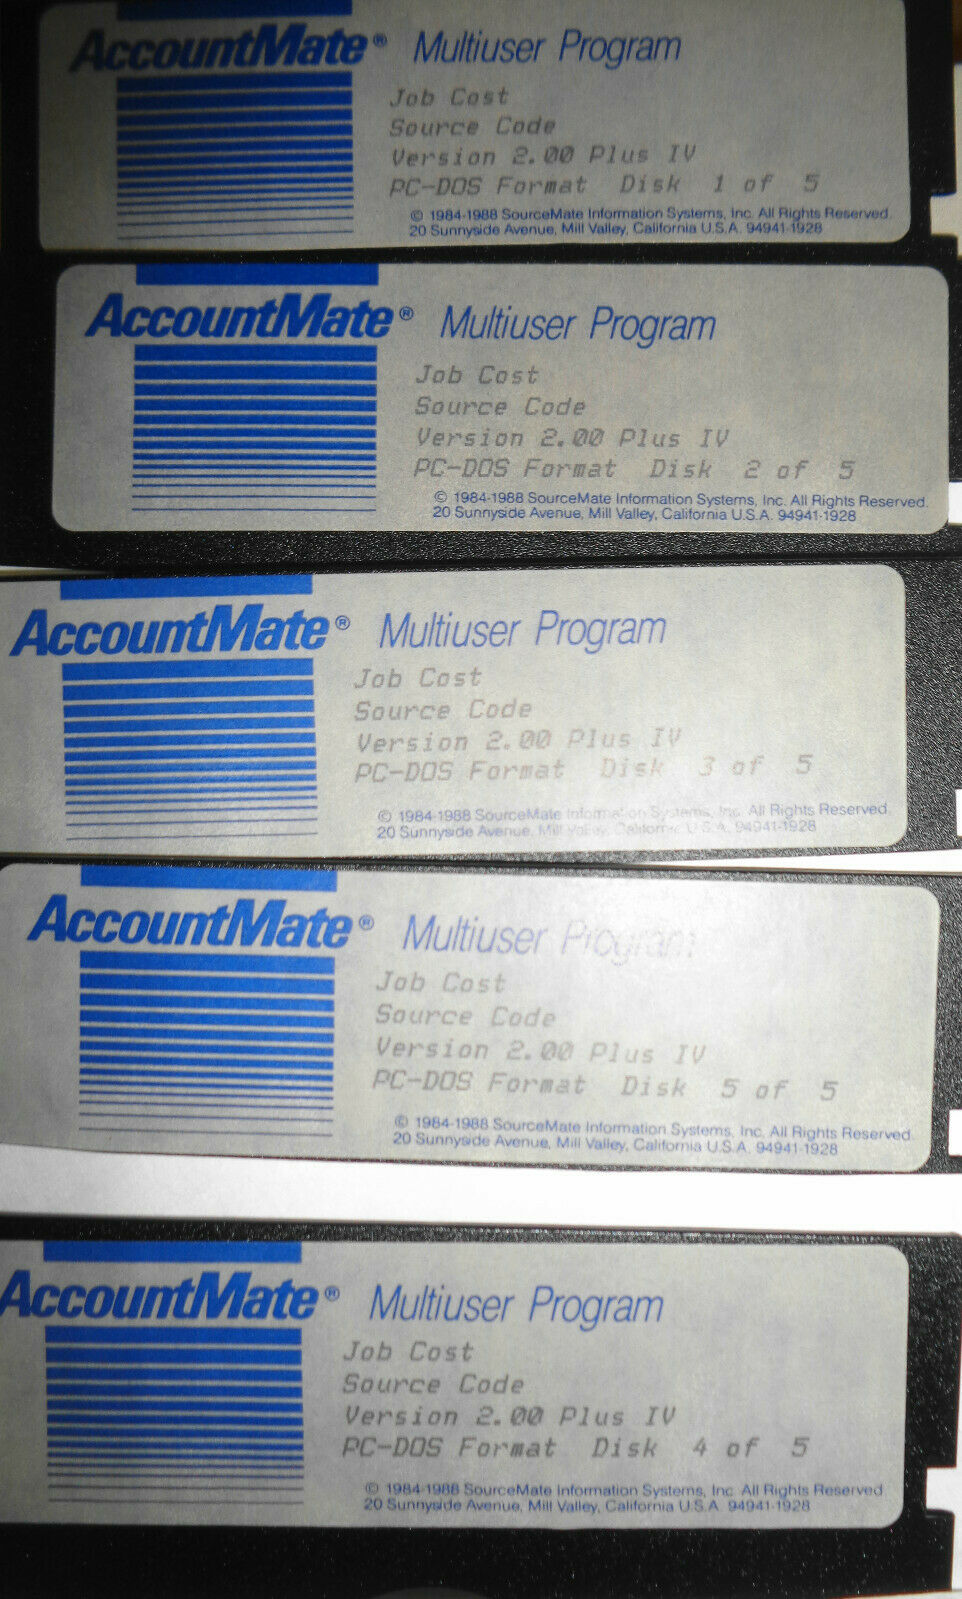 AccountMate® Multiuser Program
Job Cost
Source Code
Version 2.00 Plus IV
PC-DOS Format Disk 1 of 5
© 1984-1988 SourceMate Information Systems, Inc. All Rights Reserved.
20 Sunnyside Avenue, Mill Valley, California U.S.A. 94941-1928
AccountMate® Multiuser Program
Job Cost
Source Code
Version 2.00 Plus IV
PC-DOS Format Disk 2 of 5
© 1984-1988 SourceMate Information Systems, Inc. All Rights Reserved.
20 Sunnyside Avenue, Mill Valley, California U.S.A. 94941-1928
AccountMate® Multiuser Program
Job Cost
Source Code
Version 2.00 Plus IV
PC-DOS Format Disk 3 of 5
© 1984-1988 SourceMate Information Systems, Inc. All Rights Reserved.
20 Sunnyside Avenue, Mill Valley, California U.S.A. 94941-1928
AccountMate® Multiuser Program
Job Cost
Source Code
Version 2.00 Plus IV
PC-DOS Format Disk 5 of 5
© 1984-1988 SourceMate Information Systems, Inc. All Rights Reserved.
20 Sunnyside Avenue, Mill Valley, California U.S.A. 94941-1928
AccountMate® Multiuser Program
Job Cost
Source Code
Version 2.00 Plus IV
PC-DOS Format Disk 4 of 5
© 1984-1988 SourceMate Information Systems, Inc. All Rights Reserved.
20 Sunnyside Avenue, Mill Valley, California U.S.A. 94941-1928